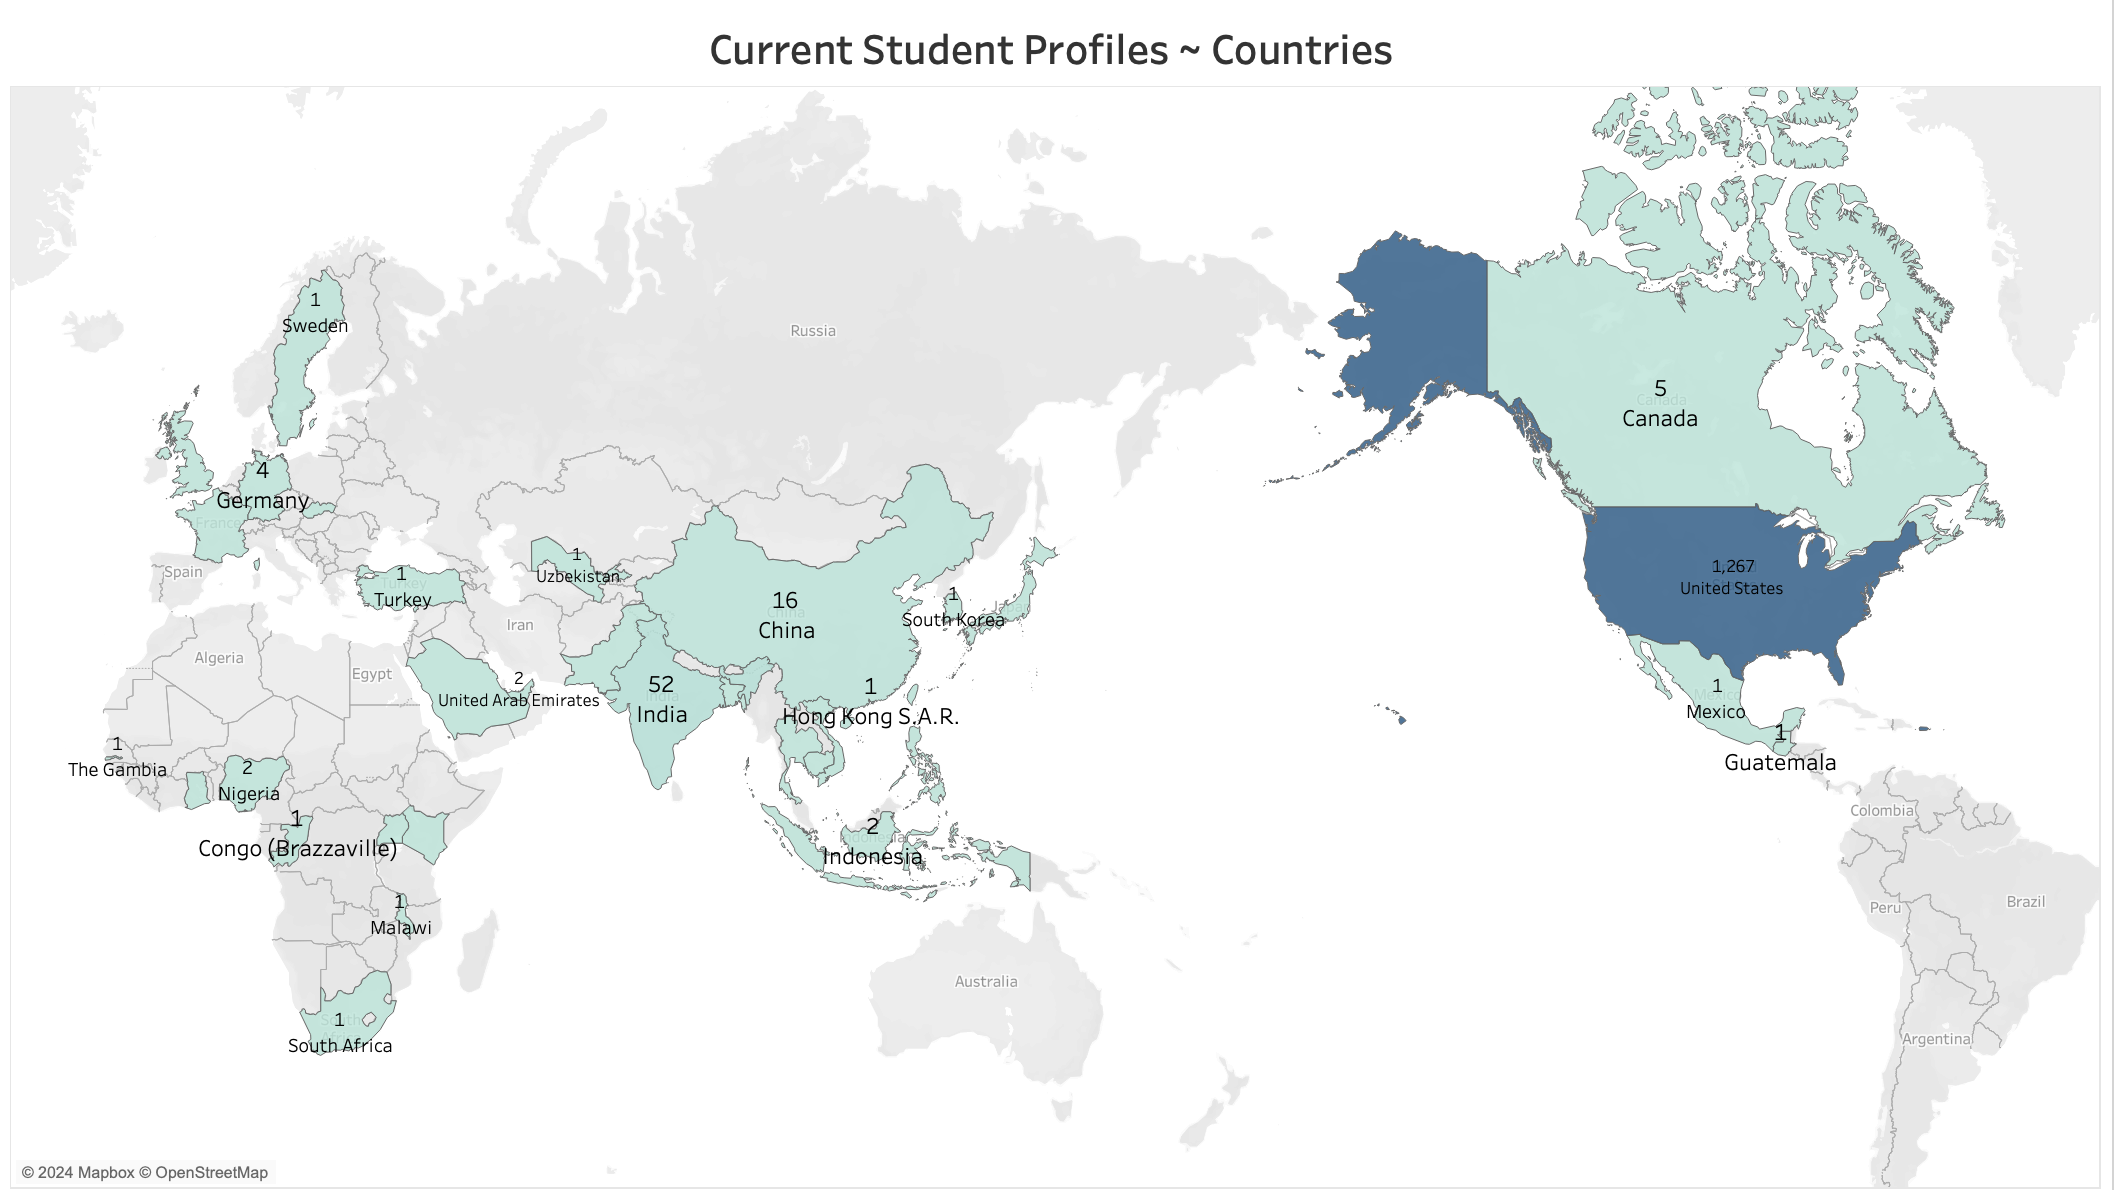 Current Student Profiles ~ Countries
Russia
1
Sweden
5
Canada
4
Germany
France
1
Uzbekistan
Spain
1
Turkey
1,267
United States
16
China
1
South Korea
Japan
Iran
Algeria
Egypt
2
United Arab Emirates
52
India
1
Hong Kong S.A.R.
1
Mexico
1
Guatemala
1
The Gambia
2
Nigeria
1
Congo (Brazzaville)
2
Indonesia
Colombia
1
Malawi
Peru
Brazil
Australia
1
South Africa
Argentina
© 2024 Mapbox © OpenStreetMap